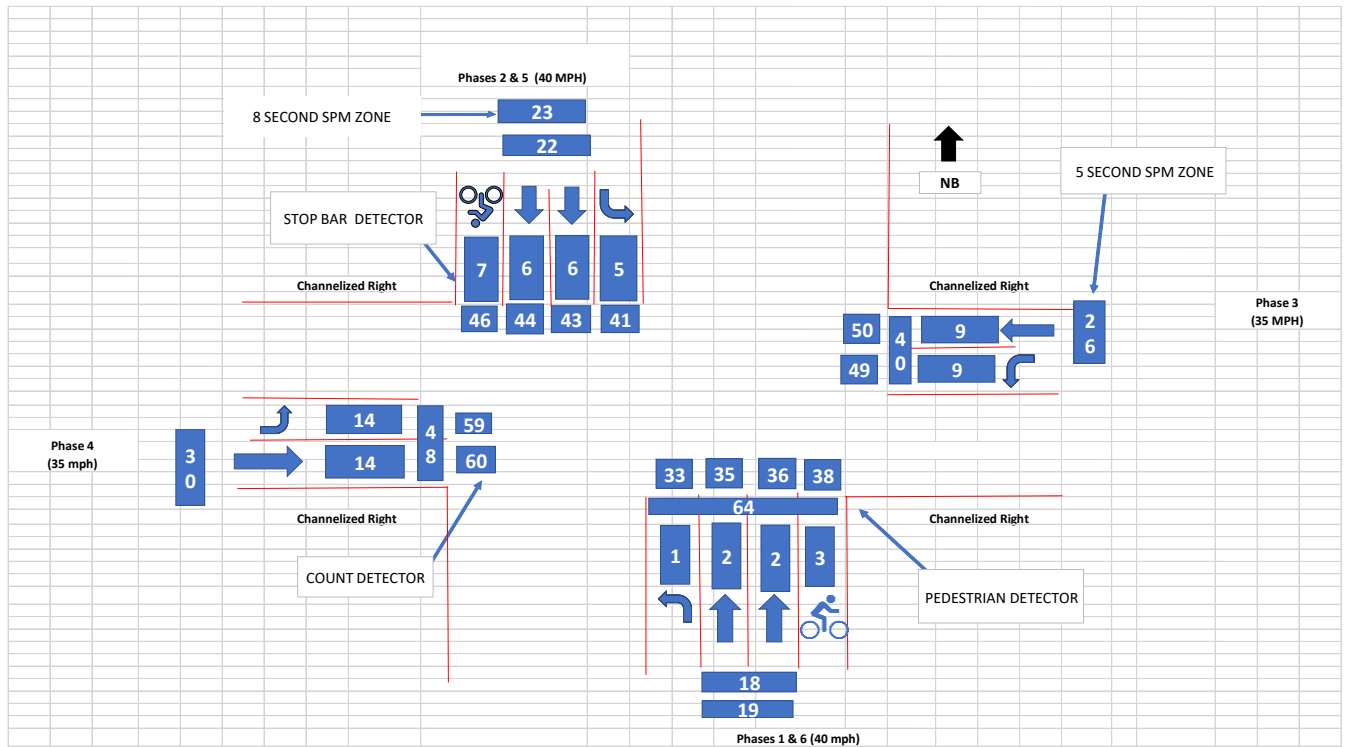 Phases 2 & 5 (40 MPH)
8 SECOND SPM ZONE
23
22
NB
5 SECOND SPM ZONE
STOP BAR DETECTOR
7
6
6
5
Channelized Right
46
44
43
41
Channelized Right
Phase 3
(35 MPH)
50
49
4
0
9
9
2
6
Phase 4
(35 mph)
3
0
14
14
4
8
59
60
33
35
36
38
64
Channelized Right
Channelized Right
1
2
2
3
COUNT DETECTOR
PEDESTRIAN DETECTOR
18
19
Phases 1 & 6 (40 mph)